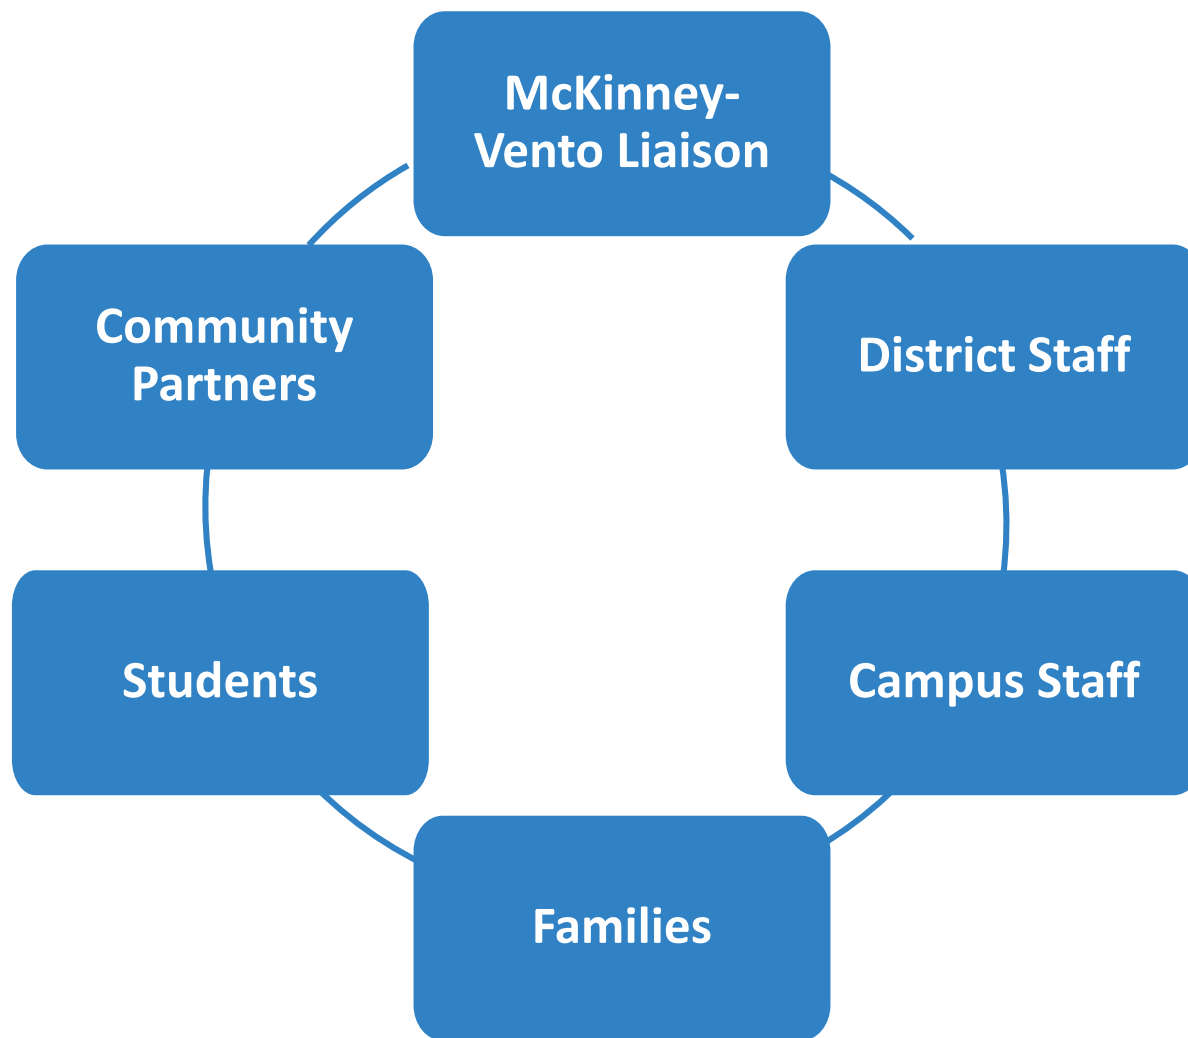 McKinney-
Vento Liaison
Community
Partners
District Staff
Students
Campus Staff
Families